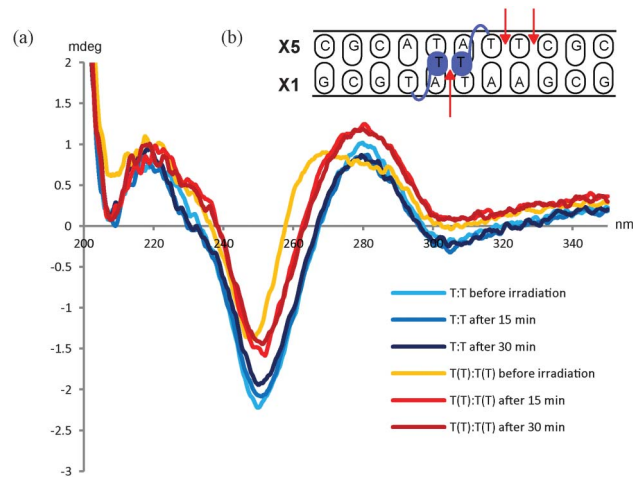 (a)
mdeg
(b)
X5 C G C A T A T T C G C
T T
X1 G C G T A T A A G C G
2
1.5
1
0.5
0
200 220 240 260 280 300 320 340 nm
-0.5
-1
-1.5
-2
-2.5
-3
T:T before irradiation
T:T after 15 min
T:T after 30 min
T(T):T(T) before irradiation
T(T):T(T) after 15 min
T(T):T(T) after 30 min